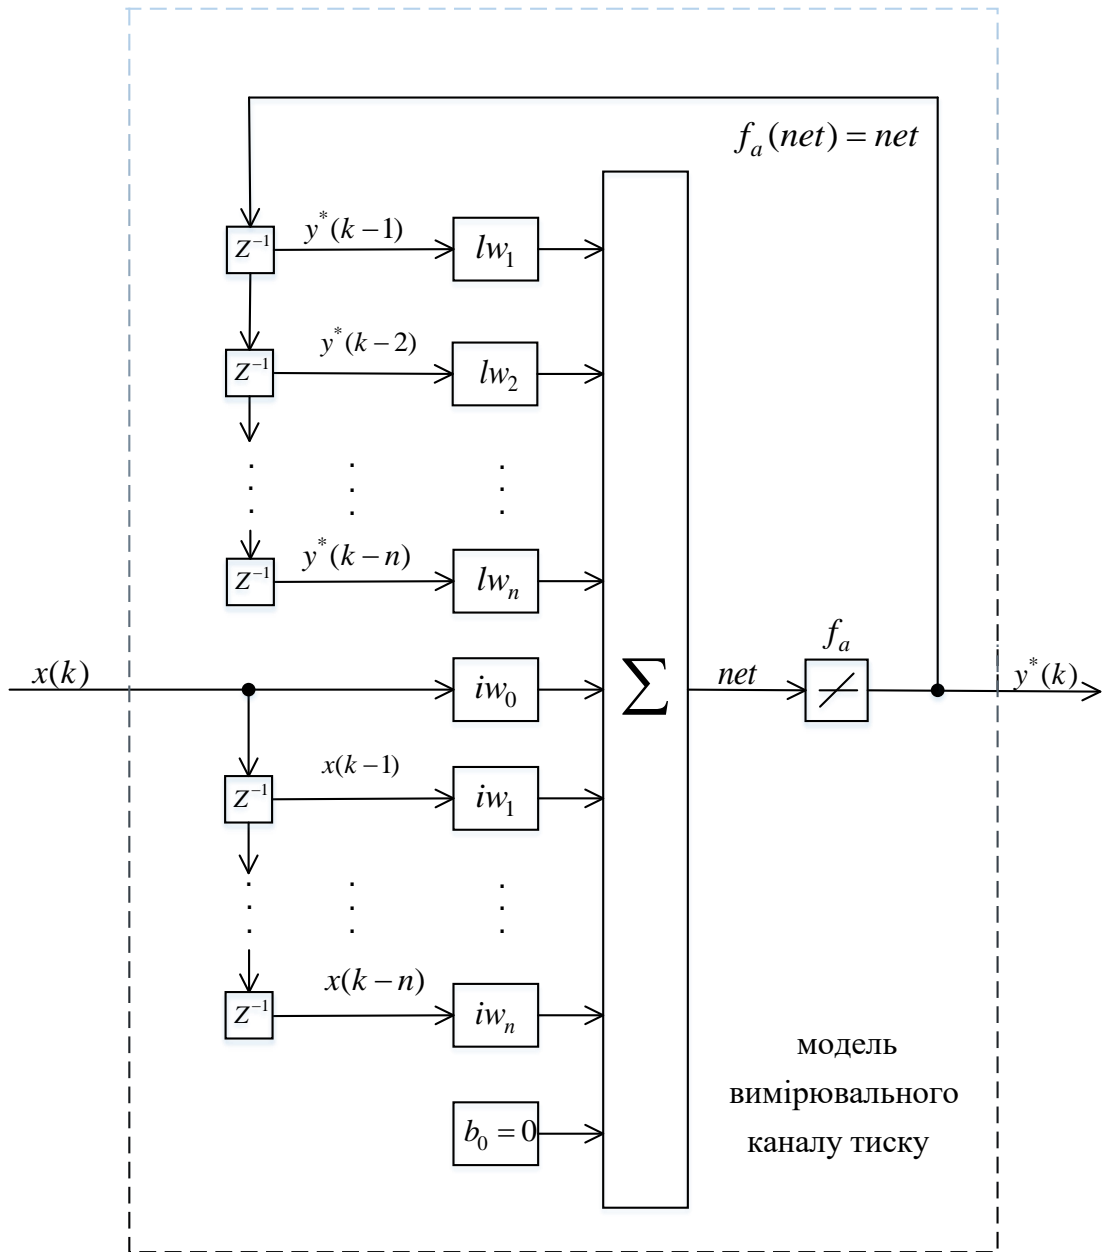 f_a(net) = net
Z^{-1}
y^*(k−1)
lw_1
Z^{-1}
y^*(k−2)
lw_2
. . .
. . .
. . .
Z^{-1}
y^*(k−n)
lw_n
x(k)
iw_0
∑
net
f_a
y^*(k)
Z^{-1}
x(k−1)
iw_1
. . .
. . .
. . .
Z^{-1}
x(k−n)
iw_n
b_0 = 0
модель
вимірювального
каналу тиску